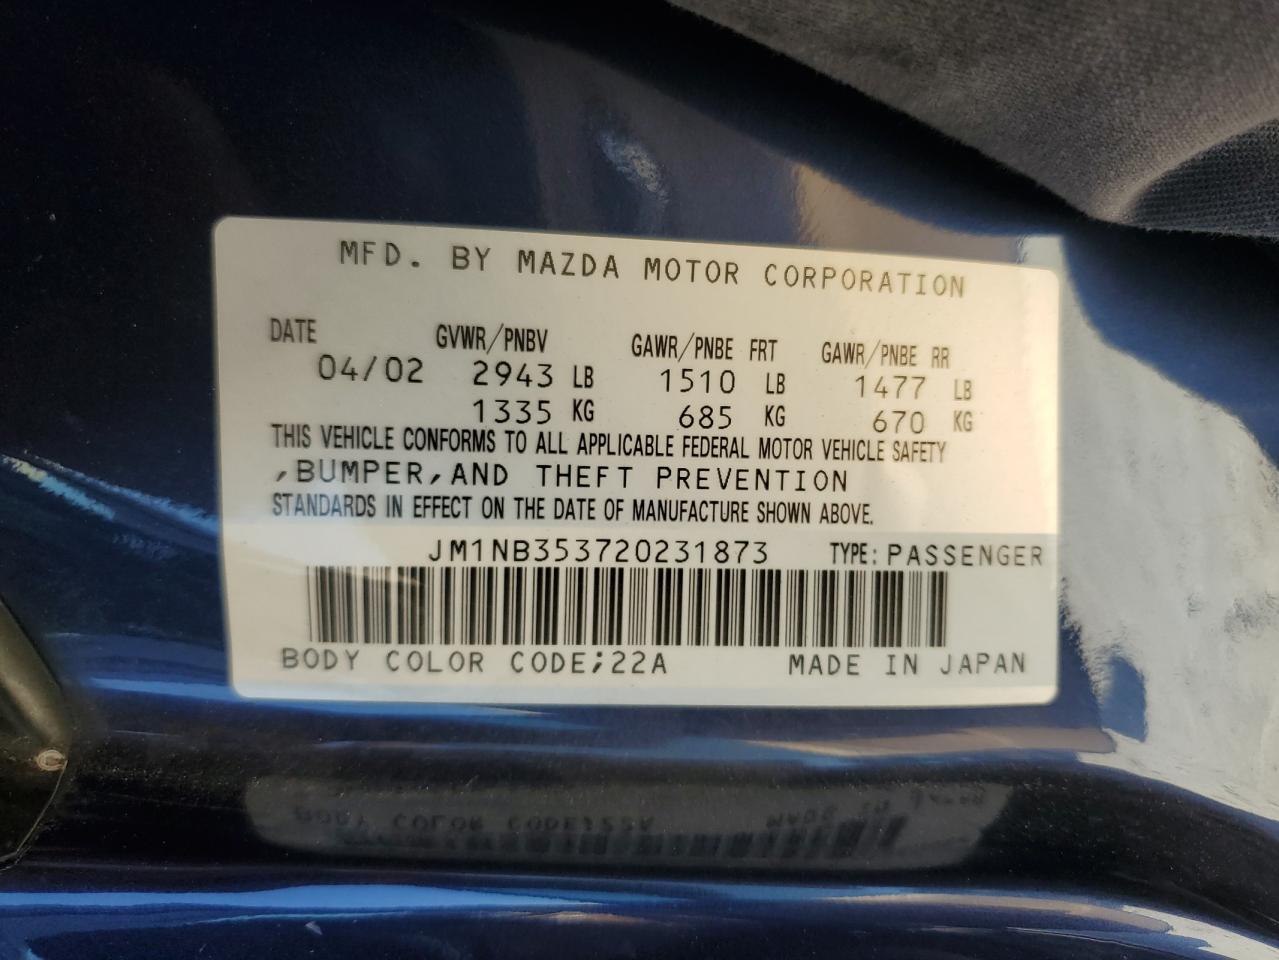 MFD. BY MAZDA MOTOR CORPORATION
DATE GVWR/PNBV GAWR/PNBE FRT GAWR/PNBE RR
04/02 2943 LB 1510 LB 1477 LB
1335 KG 685 KG 670 KG
THIS VEHICLE CONFORMS TO ALL APPLICABLE FEDERAL MOTOR VEHICLE SAFETY
,BUMPER,AND THEFT PREVENTION
STANDARDS IN EFFECT ON THE DATE OF MANUFACTURE SHOWN ABOVE.
JM1NB353720231873 TYPE: PASSENGER
BODY COLOR CODE;22A MADE IN JAPAN